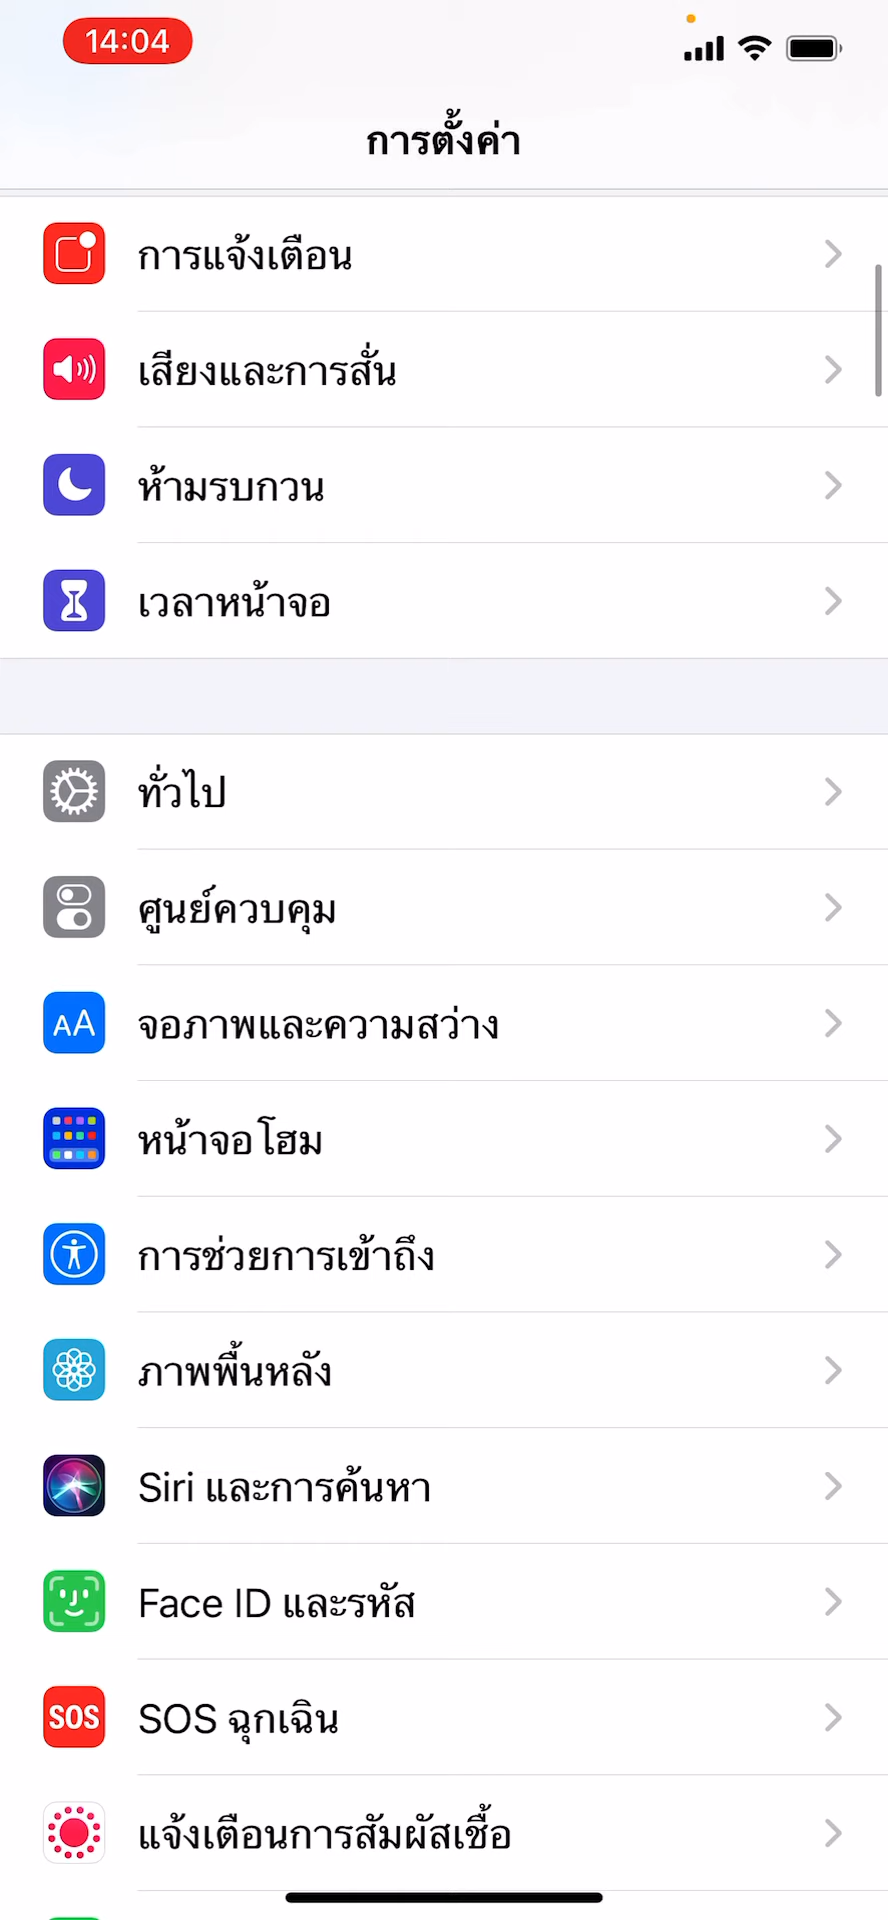 14:04
การตั้งค่า
การแจ้งเตือน
เสียงและการสั่น
ห้ามรบกวน
เวลาหน้าจอ
ทั่วไป
ศูนย์ควบคุม
AA จอภาพและความสว่าง
หน้าจอโฮม
การช่วยการเข้าถึง
ภาพพื้นหลัง
Siri และการค้นหา
Face ID และรหัส
SOS SOS ฉุกเฉิน
แจ้งเตือนการสัมผัสเชื้อ